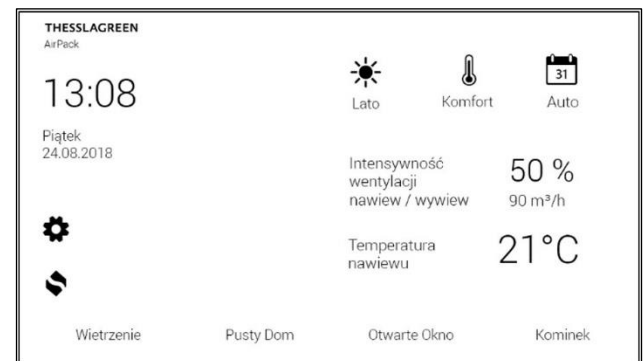 THESSLAGREEN
AirPack
13:08
Piątek
24.08.2018
31
Lato Komfort Auto
Intensywność
wentylacji
nawiew / wywiew
50 %
90 m³/h
Temperatura
nawiewu
21°C
Wietrzenie Pusty Dom Otwarte Okno Kominek